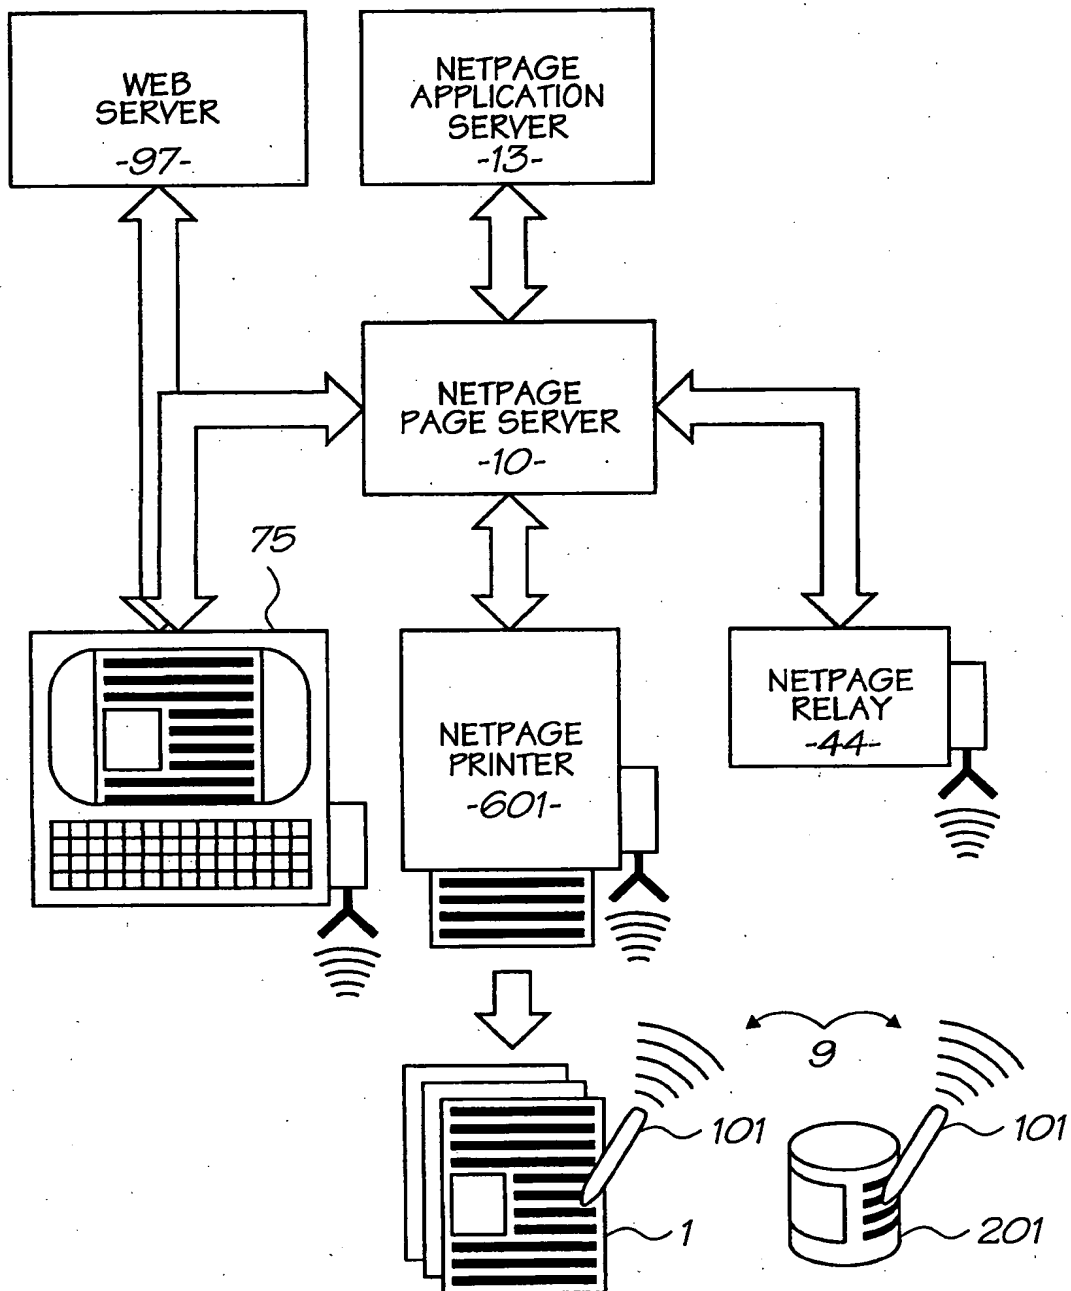 WEB
SERVER
-97-
NETPAGE
APPLICATION
SERVER
-13-
NETPAGE
PAGE SERVER
-10-
75
NETPAGE
PRINTER
-601-
NETPAGE
RELAY
-44-
9
101
101
1
201